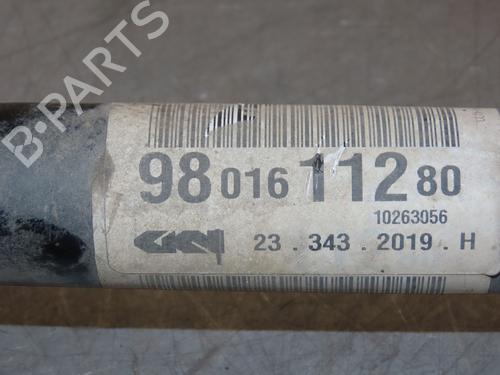 B-PARTS
98 016 112 80
10263056
GKN 23 . 343 . 2019 . H